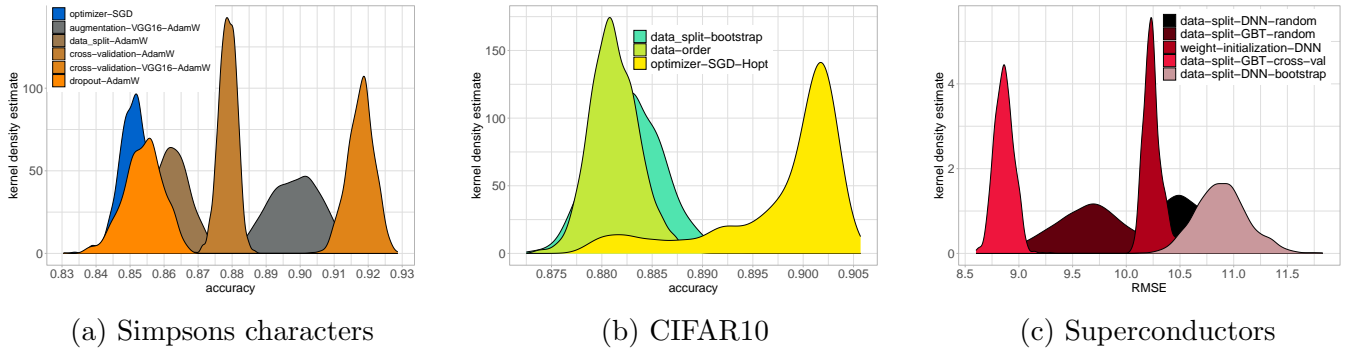 kernel density estimate
optimizer−SGD
augmentation−VGG16−AdamW
data_split−AdamW
cross−validation−AdamW
cross−validation−VGG16−AdamW
dropout−AdamW
100
50
0
0.83 0.84 0.85 0.86 0.87 0.88 0.89 0.90 0.91 0.92 0.93
accuracy
(a) Simpsons characters
kernel density estimate
data_split−bootstrap
data−order
optimizer−SGD−Hopt
150
100
50
0
0.875 0.880 0.885 0.890 0.895 0.900 0.905
accuracy
(b) CIFAR10
kernel density estimate
data−split−DNN−random
data−split−GBT−random
weight−initialization−DNN
data−split−GBT−cross−val
data−split−DNN−bootstrap
4
2
0
8.5 9.0 9.5 10.0 10.5 11.0 11.5
RMSE
(c) Superconductors